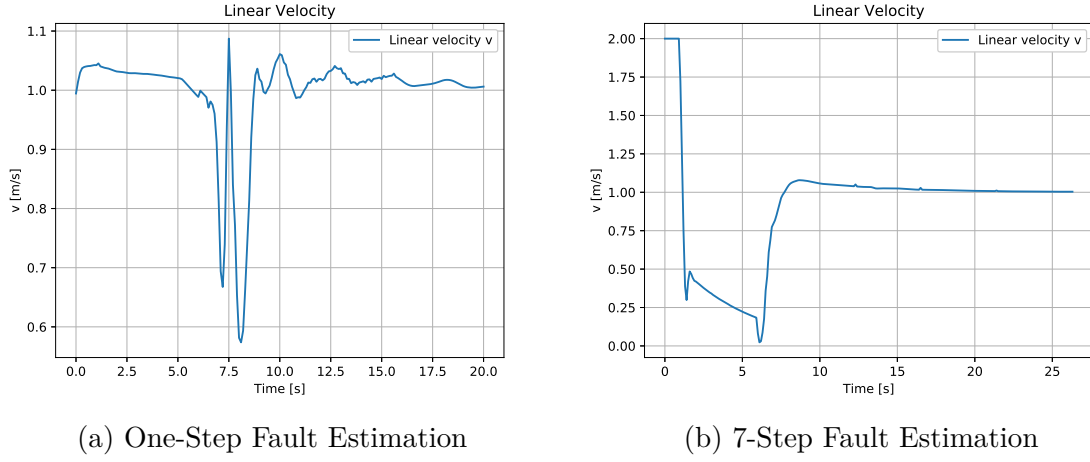 Linear Velocity
Linear velocity v
1.1
1.0
0.9
0.8
0.7
0.6
v [m/s]
0.0 2.5 5.0 7.5 10.0 12.5 15.0 17.5 20.0
Time [s]
(a) One-Step Fault Estimation
Linear Velocity
Linear velocity v
2.00
1.75
1.50
1.25
1.00
0.75
0.50
0.25
0.00
v [m/s]
0 5 10 15 20 25
Time [s]
(b) 7-Step Fault Estimation